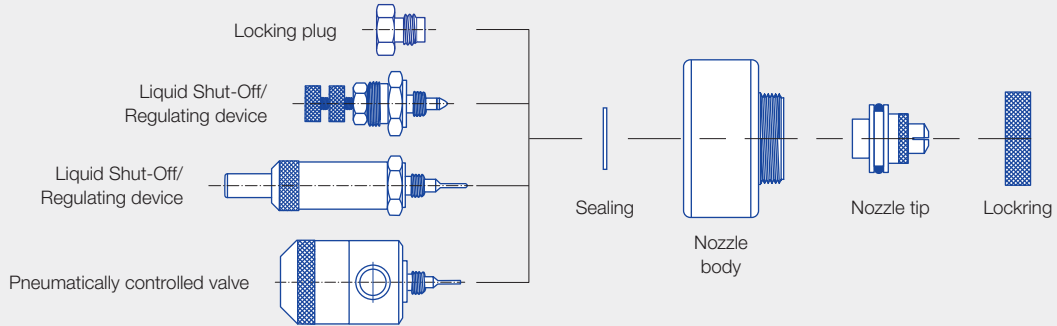 Locking plug
Liquid Shut-Off/
Regulating device
Liquid Shut-Off/
Regulating device
Pneumatically controlled valve
Sealing
Nozzle
body
Nozzle tip
Lockring